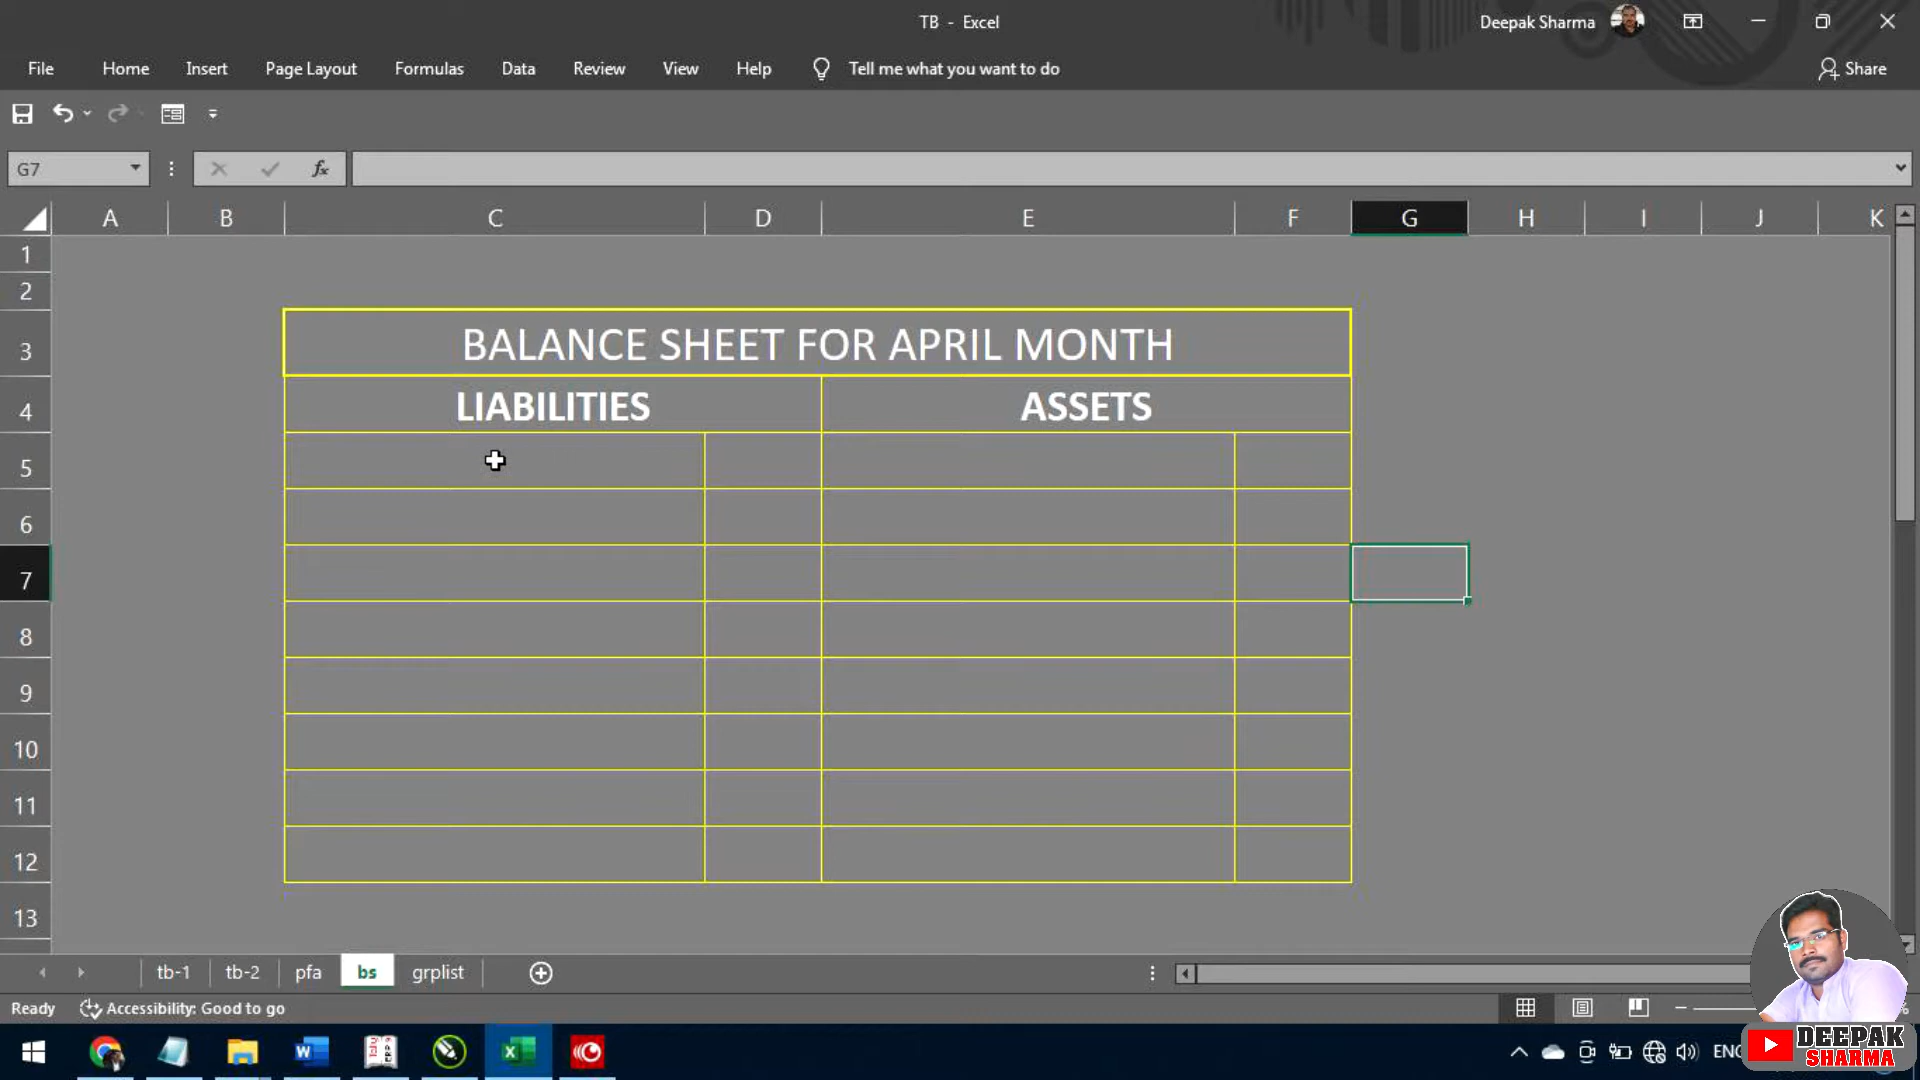 TB - Excel
Deepak Sharma
File Home Insert Page Layout Formulas Data Review View Help Tell me what you want to do
Share
G7
fx
A B C D E F G H I J K
1
2
3 BALANCE SHEET FOR APRIL MONTH
4 LIABILITIES ASSETS
5
6
7
8
9
10
11
12
13
tb-1 tb-2 pfa bs grplist
Ready Accessibility: Good to go
ENG
DEEPAK
SHARMA